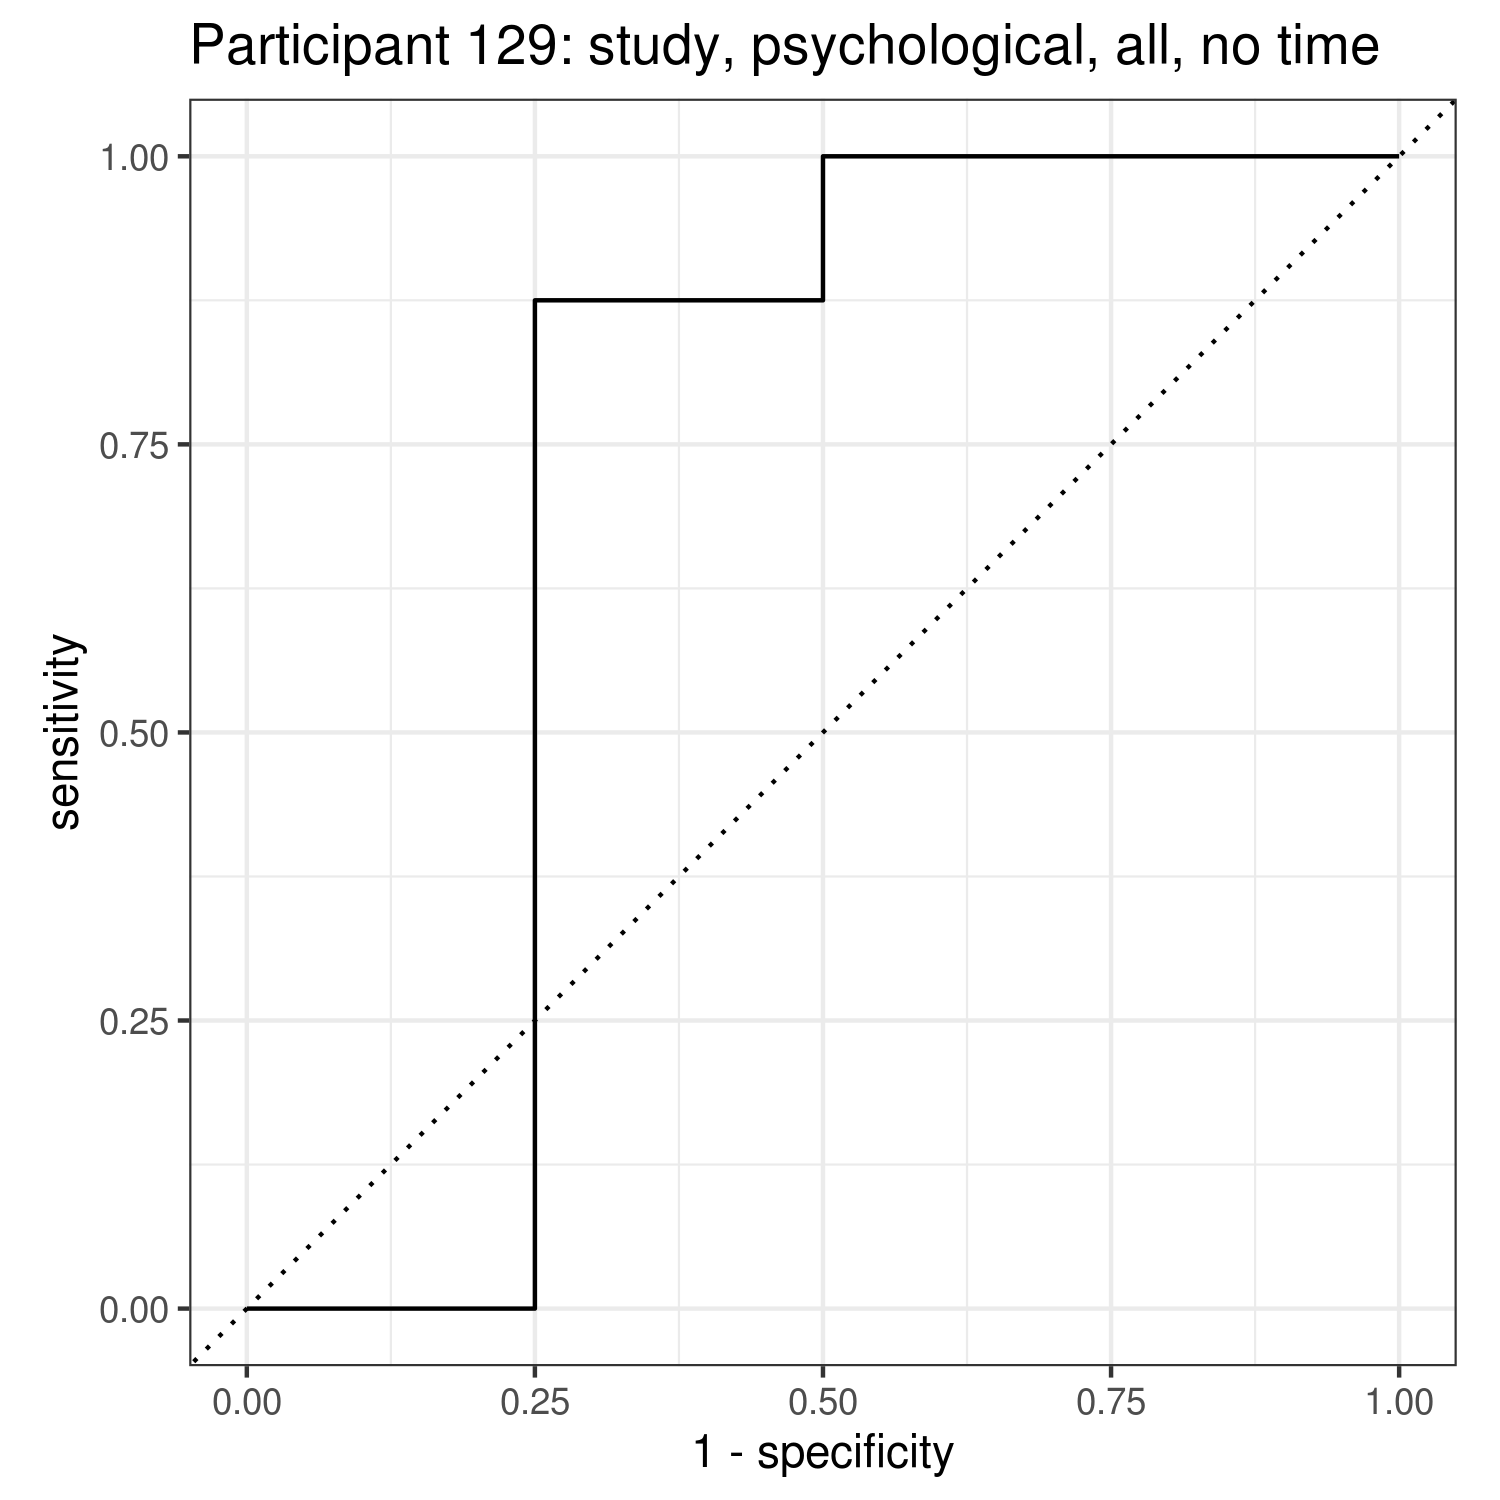 Participant 129: study, psychological, all, no time
sensitivity
1.00
0.75
0.50
0.25
0.00
0.00 0.25 0.50 0.75 1.00
1 - specificity